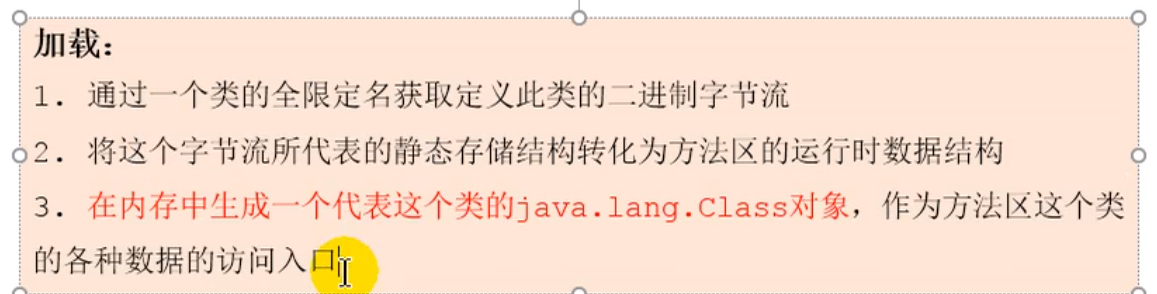 加载：
1. 通过一个类的全限定名获取定义此类的二进制字节流
2. 将这个字节流所代表的静态存储结构转化为方法区的运行时数据结构
3. 在内存中生成一个代表这个类的java.lang.Class对象，作为方法区这个类
的各种数据的访问入口